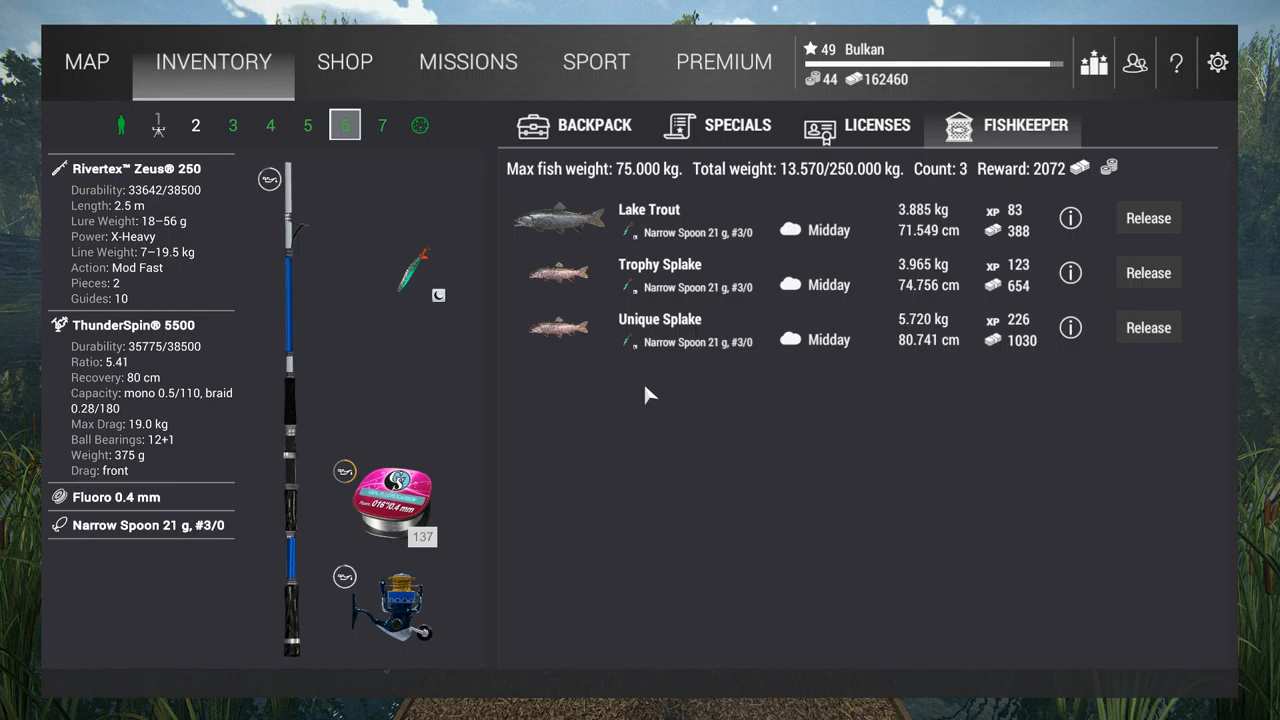 MAP INVENTORY SHOP MISSIONS SPORT PREMIUM
49 Bulkan
44 162460
?
1 2 3 4 5 6 7
BACKPACK SPECIALS LICENSES FISHKEEPER
Rivertex™ Zeus® 250
Durability: 33642/38500
Length: 2.5 m
Lure Weight: 18–56 g
Power: X-Heavy
Line Weight: 7–19.5 kg
Action: Mod Fast
Pieces: 2
Guides: 10
ThunderSpin® 5500
Durability: 35775/38500
Ratio: 5.41
Recovery: 80 cm
Capacity: mono 0.5/110, braid
0.28/180
Max Drag: 19.0 kg
Ball Bearings: 12+1
Weight: 375 g
Drag: front
Fluoro 0.4 mm
Narrow Spoon 21 g, #3/0
100% FLUOROCARBON
Fluoro .016"/0.4 mm
137
Max fish weight: 75.000 kg. Total weight: 13.570/250.000 kg. Count: 3 Reward: 2072
Lake Trout 3.885 kg XP 83
Narrow Spoon 21 g, #3/0 Midday 71.549 cm 388
Release
Trophy Splake 3.965 kg XP 123
Narrow Spoon 21 g, #3/0 Midday 74.756 cm 654
Release
Unique Splake 5.720 kg XP 226
Narrow Spoon 21 g, #3/0 Midday 80.741 cm 1030
Release